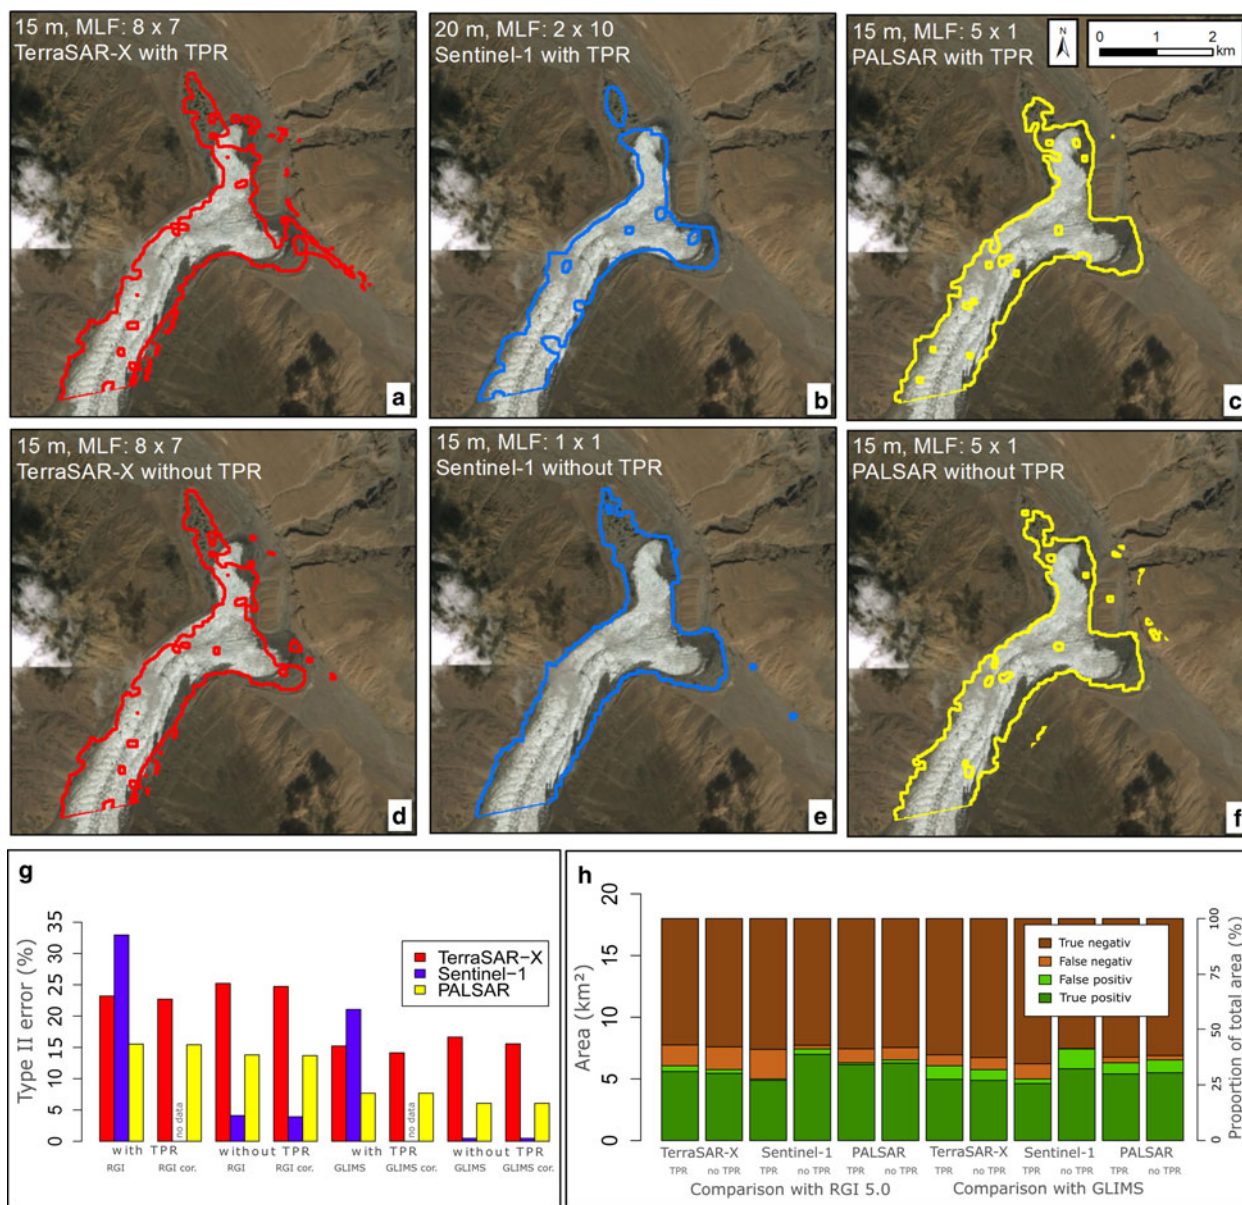 15 m, MLF: 8 x 7
TerraSAR-X with TPR
a
20 m, MLF: 2 x 10
Sentinel-1 with TPR
b
15 m, MLF: 5 x 1
PALSAR with TPR
N
0 1 2
km
c
15 m, MLF: 8 x 7
TerraSAR-X without TPR
d
15 m, MLF: 1 x 1
Sentinel-1 without TPR
e
15 m, MLF: 5 x 1
PALSAR without TPR
f
g
Type II error (%)
35
30
25
20
15
10
5
0
TerraSAR-X
Sentinel-1
PALSAR
no data
no data
with TPR without TPR with TPR without TPR
RGI RGI cor. RGI RGI cor. GLIMS GLIMS cor. GLIMS GLIMS cor.
h
Area (km²)
20
15
10
5
0
True negativ
False negativ
False positiv
True positiv
100
75
50
25
0
Proportion of total area (%)
TerraSAR-X Sentinel-1 PALSAR TerraSAR-X Sentinel-1 PALSAR
TPR no TPR TPR no TPR TPR no TPR TPR no TPR TPR no TPR TPR no TPR
Comparison with RGI 5.0 Comparison with GLIMS